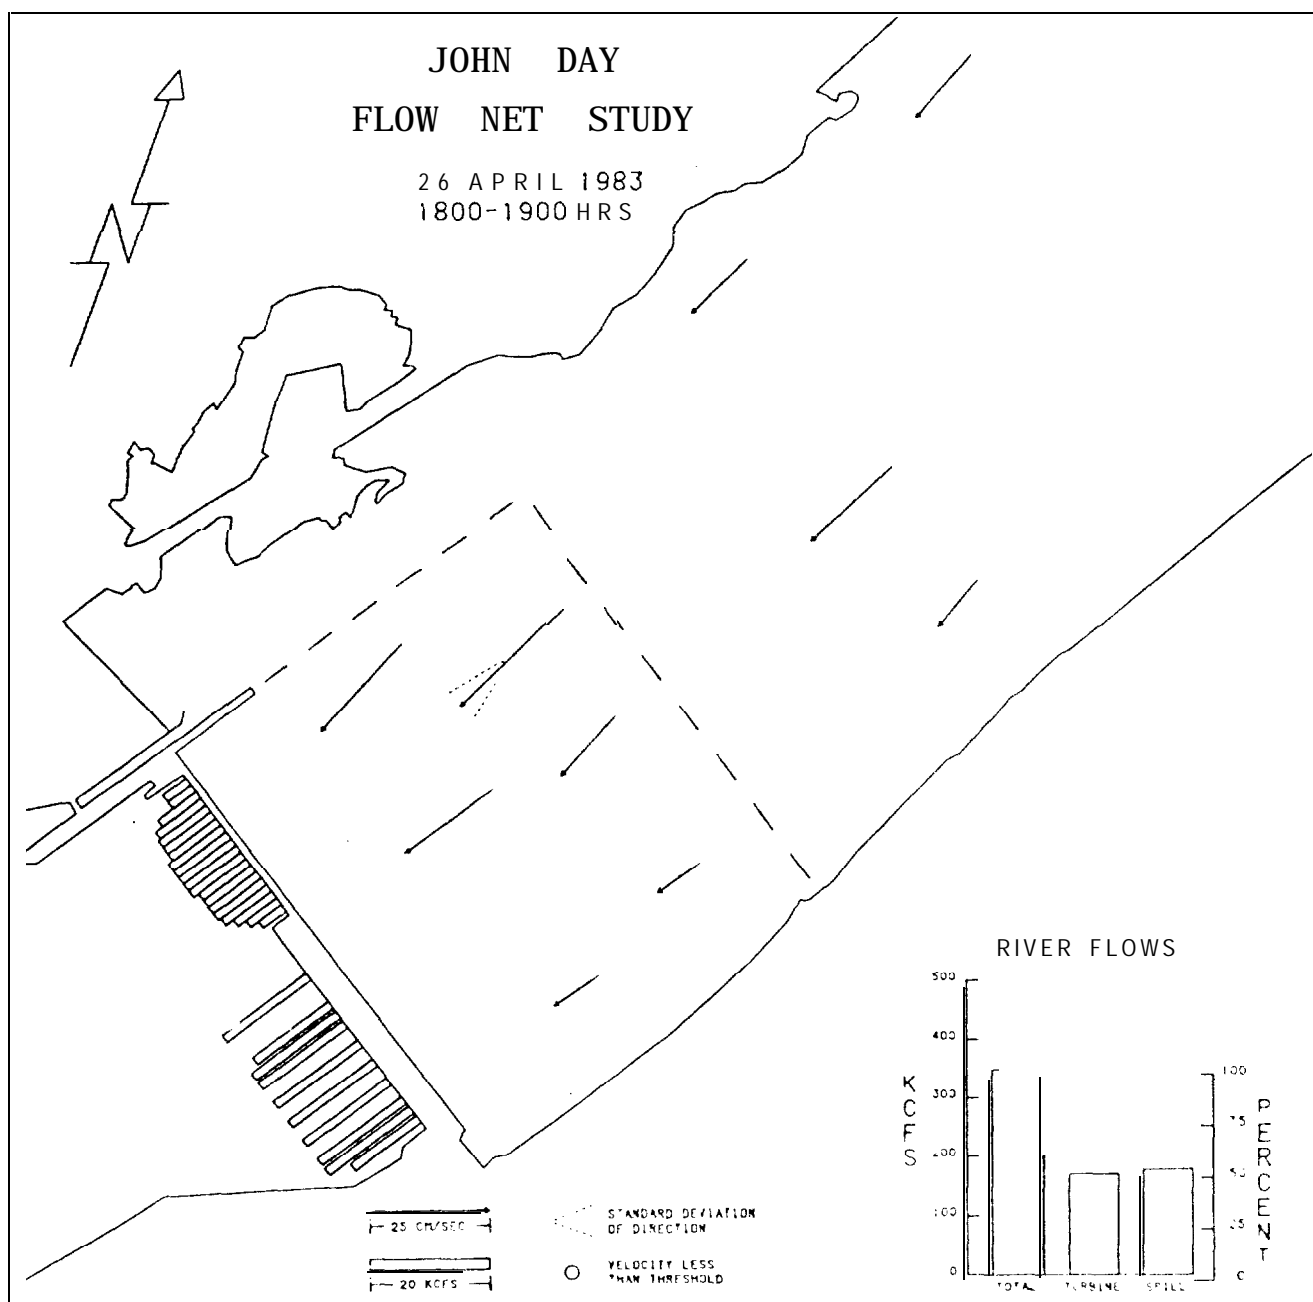 JOHN DAY
FLOW NET STUDY
26 APRIL 1983
1800-1900 HRS
N
RIVER FLOWS
500
400
300
200
100
0
KCFS
100
75
50
25
0
PERCENT
TOTAL
TURBINE
SPILL
25 CM/SEC
20 KCFS
STANDARD DEVIATION
OF DIRECTION
VELOCITY LESS
THAN THRESHOLD